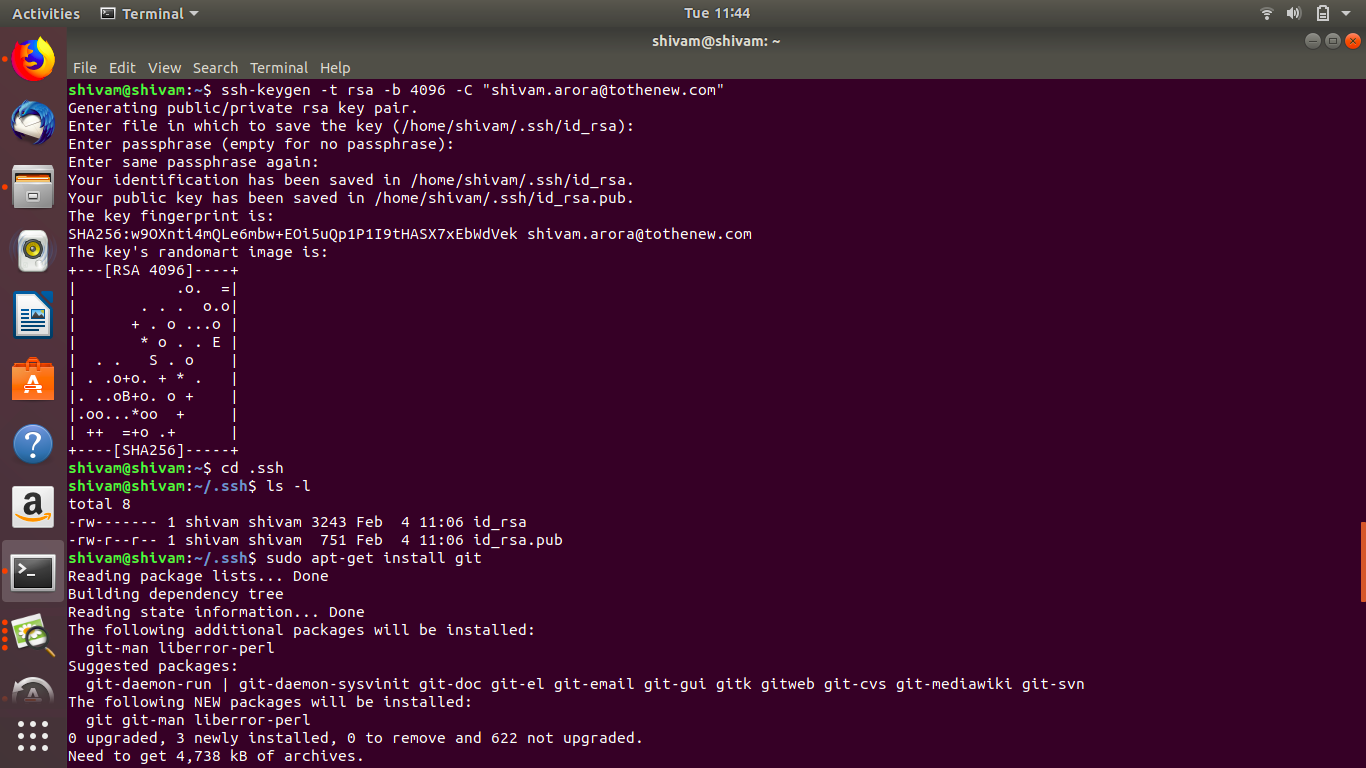 Activities Terminal Tue 11:44
shivam@shivam: ~
File Edit View Search Terminal Help
shivam@shivam:~$ ssh-keygen -t rsa -b 4096 -C "shivam.arora@tothenew.com"
Generating public/private rsa key pair.
Enter file in which to save the key (/home/shivam/.ssh/id_rsa):
Enter passphrase (empty for no passphrase):
Enter same passphrase again:
Your identification has been saved in /home/shivam/.ssh/id_rsa.
Your public key has been saved in /home/shivam/.ssh/id_rsa.pub.
The key fingerprint is:
SHA256:w9OXnti4mQLe6mbw+EOi5uQp1P1I9tHASX7xEbWdVek shivam.arora@tothenew.com
The key's randomart image is:
+---[RSA 4096]----+
|           .o.  =|
|       . . .  o.o|
|      + . o ...o |
|       * o . . E |
|  . .   S . o    |
| . .o+o. + * .   |
|. ..oB+o. o +    |
|.oo...*oo  +     |
| ++  =+o .+      |
+----[SHA256]-----+
shivam@shivam:~$ cd .ssh
shivam@shivam:~/.ssh$ ls -l
total 8
-rw------- 1 shivam shivam 3243 Feb  4 11:06 id_rsa
-rw-r--r-- 1 shivam shivam  751 Feb  4 11:06 id_rsa.pub
shivam@shivam:~/.ssh$ sudo apt-get install git
Reading package lists... Done
Building dependency tree
Reading state information... Done
The following additional packages will be installed:
  git-man liberror-perl
Suggested packages:
  git-daemon-run | git-daemon-sysvinit git-doc git-el git-email git-gui gitk gitweb git-cvs git-mediawiki git-svn
The following NEW packages will be installed:
  git git-man liberror-perl
0 upgraded, 3 newly installed, 0 to remove and 622 not upgraded.
Need to get 4,738 kB of archives.